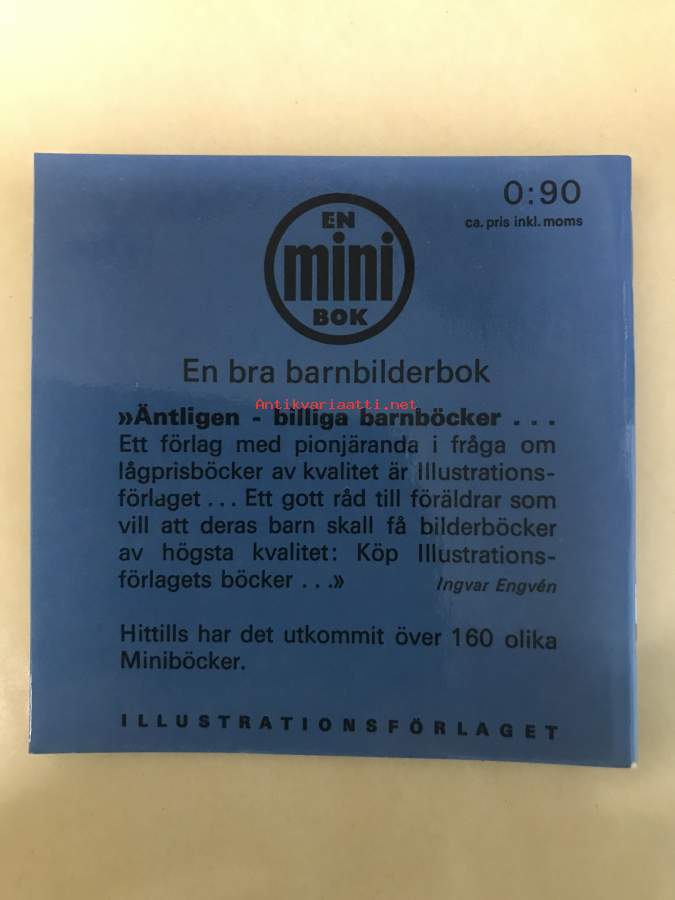 0:90
ca. pris inkl. moms
EN
mini
BOK
En bra barnbilderbok
Antikvariaatti.net
»Äntligen - billiga barnböcker . . .
Ett förlag med pionjäranda i fråga om
lågprisböcker av kvalitet är Illustrations-
förlaget . . . Ett gott råd till föräldrar som
vill att deras barn skall få bilderböcker
av högsta kvalitet: Köp Illustrations-
förlagets böcker . . .» Ingvar Engvén
Hittills har det utkommit över 160 olika
Miniböcker.
ILLUSTRATIONSFÖRLAGET